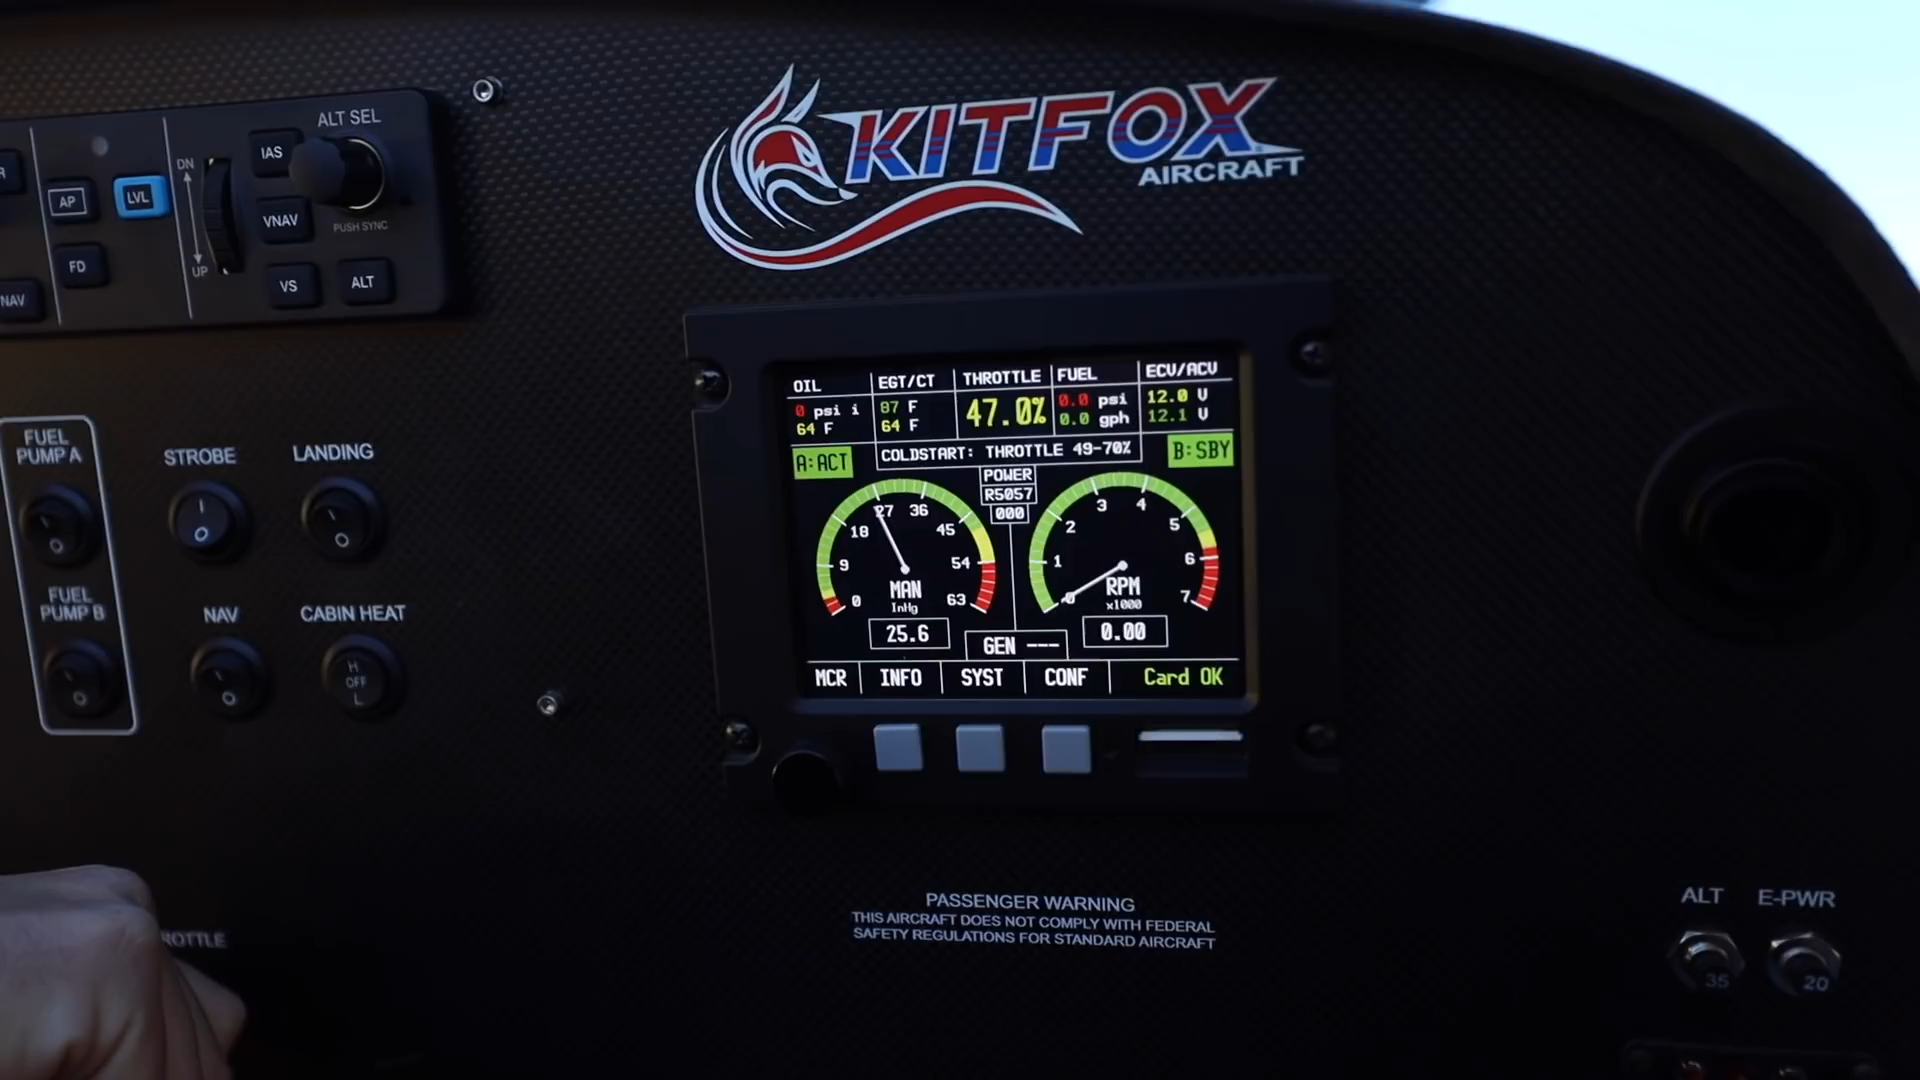 ALT SEL
DN
IAS
R
AP
LVL
VNAV
PUSH SYNC
FD
UP
VS
ALT
NAV
KITFOX
AIRCRAFT
FUEL
PUMP A
STROBE
LANDING
I
O
O
O
FUEL
PUMP B
NAV
CABIN HEAT
O
O
H
OFF
L
OIL
EGT/CT
THROTTLE
FUEL
ECV/ACV
0 psi i
87 F
47.0%
0.0 psi
12.0 V
64 F
64 F
0.0 gph
12.1 V
A:ACT
COLDSTART: THROTTLE 49-70%
B:SBY
POWER
R5057
000
0
9
18
27
36
45
54
63
MAN
InHg
25.6
0
1
2
3
4
5
6
7
RPM
x1000
0.00
GEN ---
MCR
INFO
SYST
CONF
Card OK
PASSENGER WARNING
THIS AIRCRAFT DOES NOT COMPLY WITH FEDERAL
SAFETY REGULATIONS FOR STANDARD AIRCRAFT
ROTTLE
ALT
E-PWR
35
20